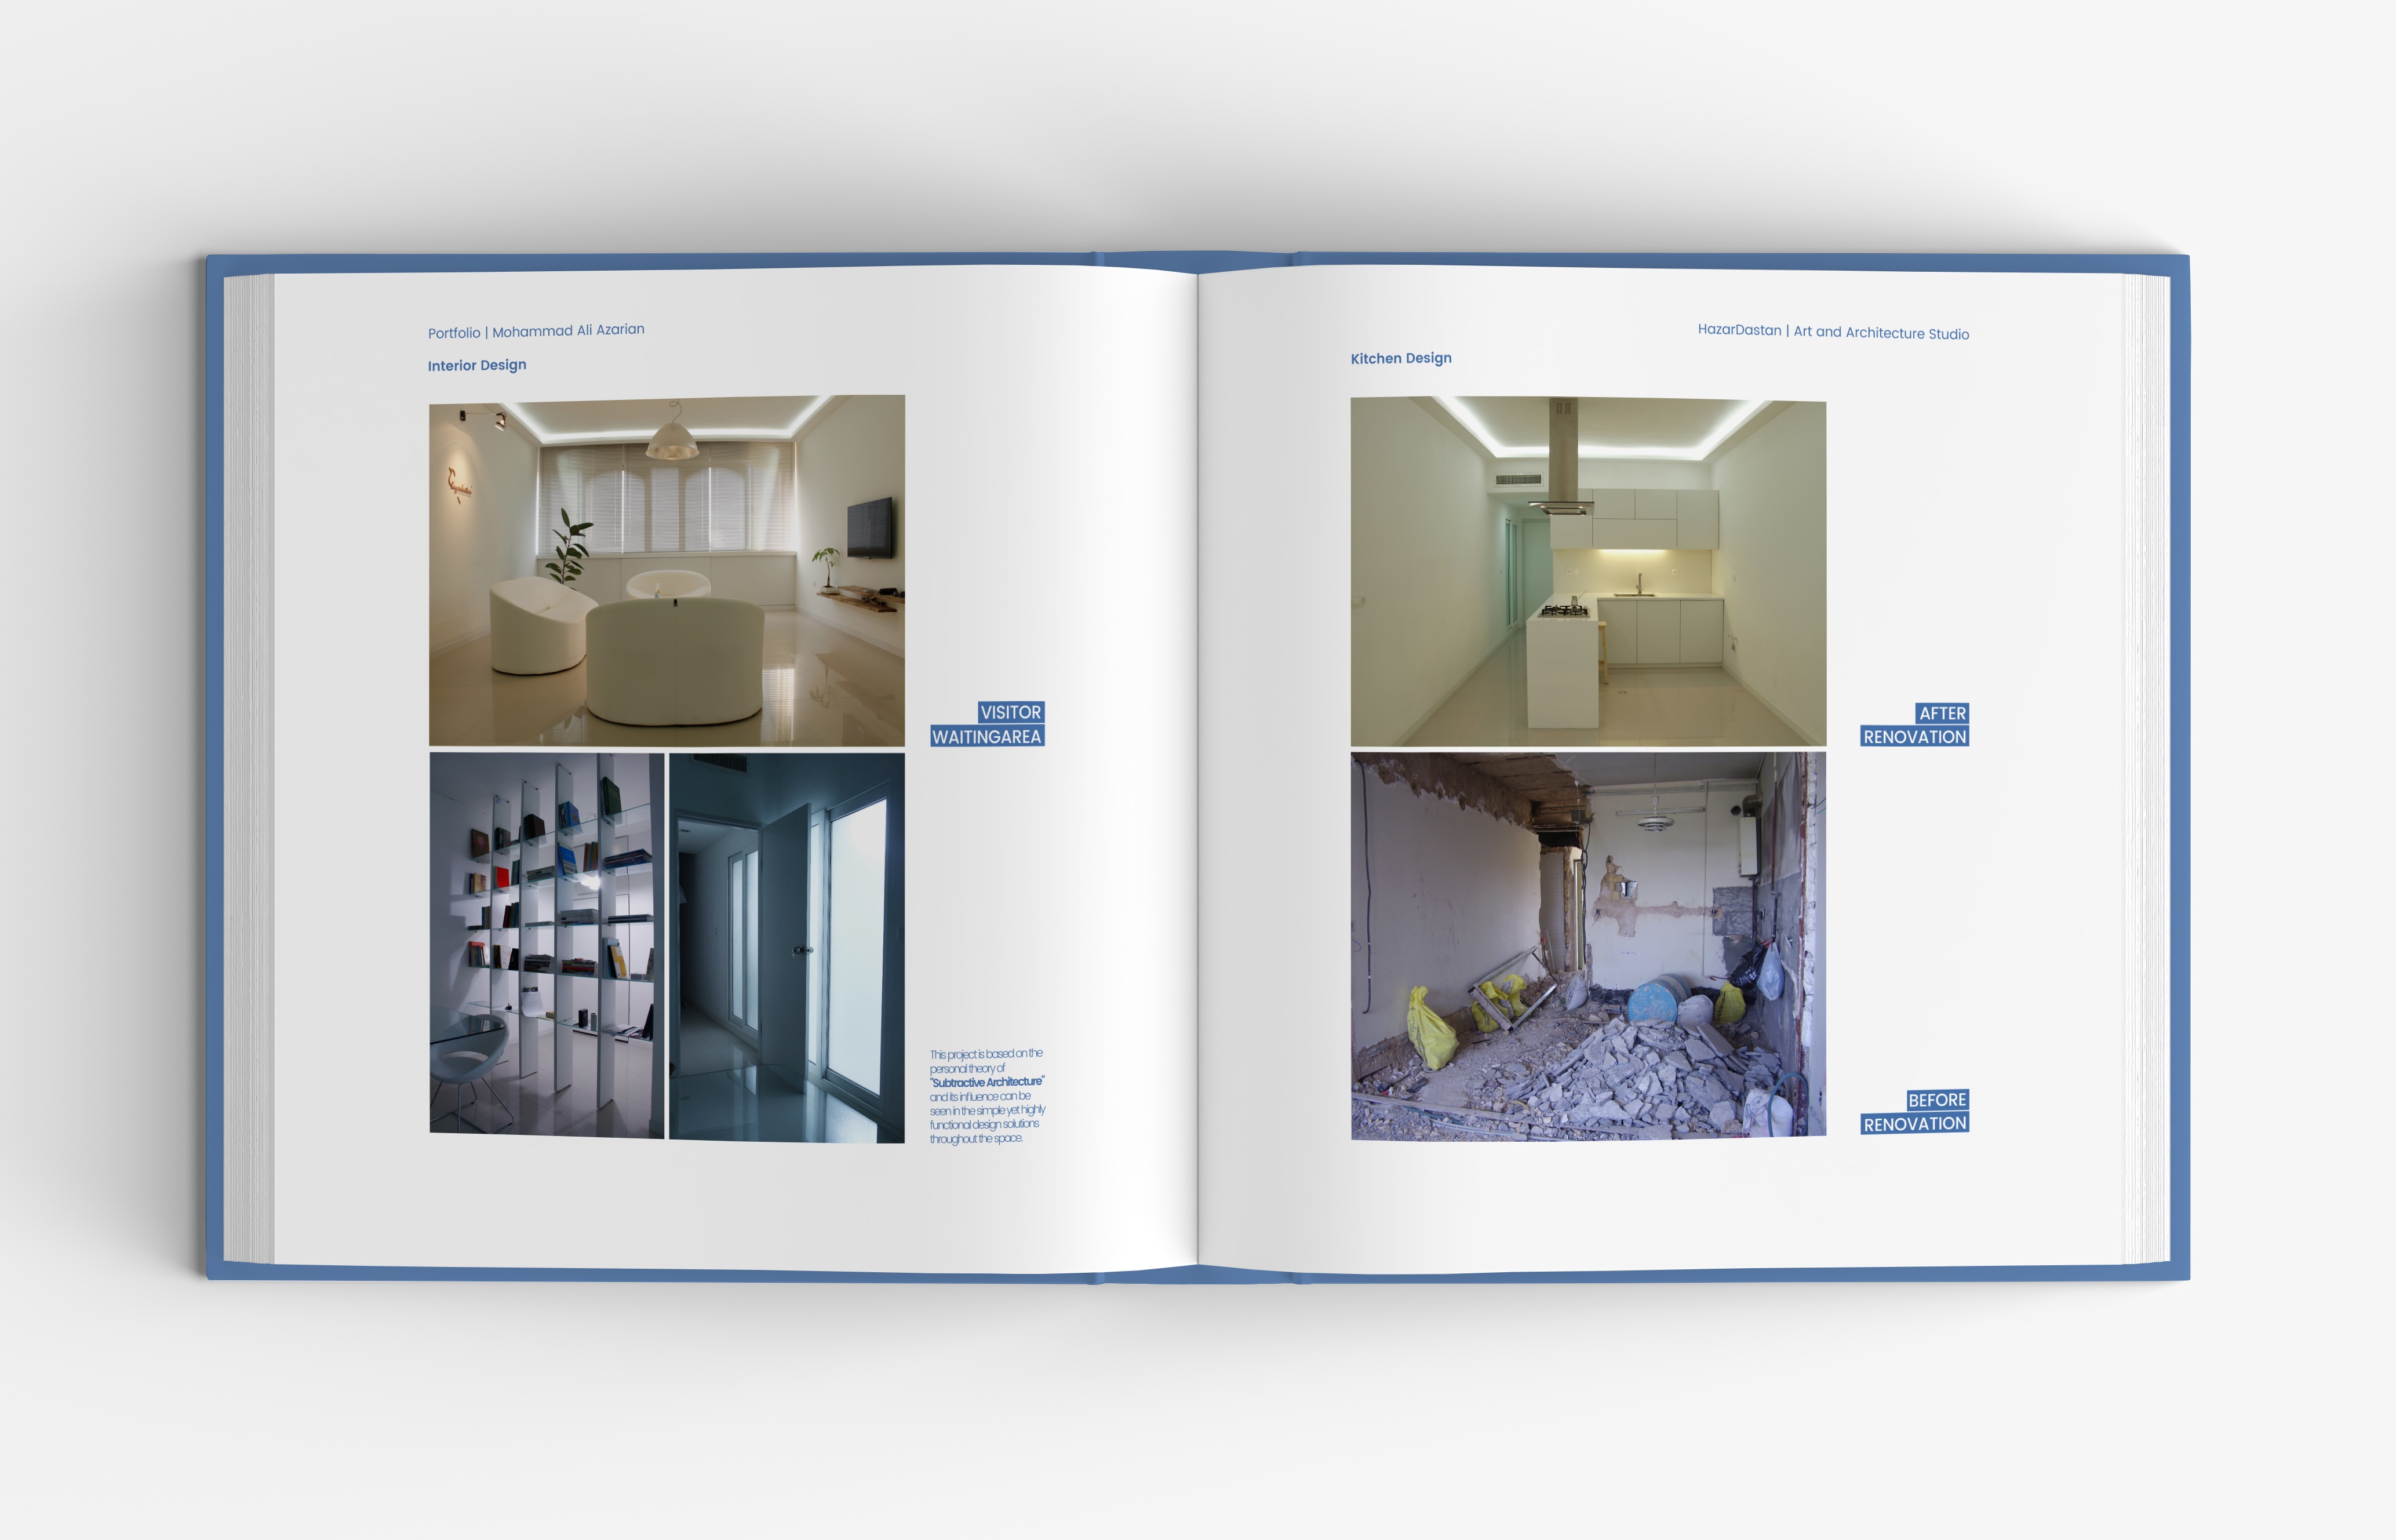 Portfolio | Mohammad Ali Azarian
Interior Design
VISITOR
WAITINGAREA
This project is based on the
personal theory of
"Subtractive Architecture"
and its influence can be
seen in the simple yet highly
functional design solutions
throughout the space.
HazarDastan | Art and Architecture Studio
Kitchen Design
AFTER
RENOVATION
BEFORE
RENOVATION